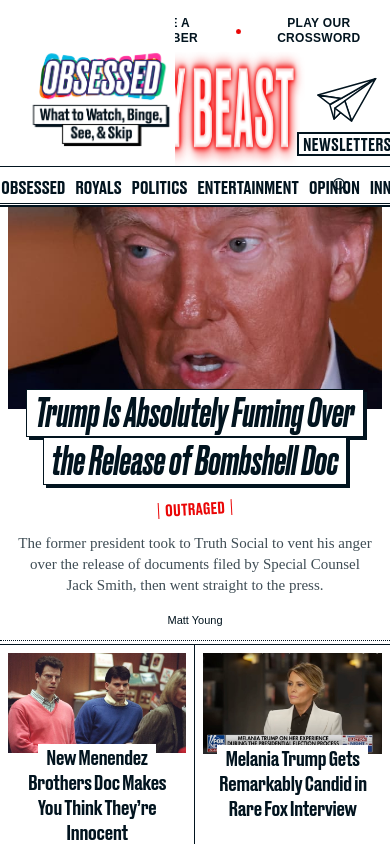 E A
BER
PLAY OUR
CROSSWORD
OBSESSED
What to Watch, Binge,
See, & Skip
Y BEAST
NEWSLETTERS
OBSESSED ROYALS POLITICS ENTERTAINMENT OPINION INN
Trump Is Absolutely Fuming Over
the Release of Bombshell Doc
OUTRAGED
The former president took to Truth Social to vent his anger
over the release of documents filed by Special Counsel
Jack Smith, then went straight to the press.
Matt Young
FOX
MELANIA TRUMP ON HER EXPERIENCE
DURING THE PRESIDENTIAL ELECTION PROCESS
New Menendez
Brothers Doc Makes
You Think They’re
Innocent
Melania Trump Gets
Remarkably Candid in
Rare Fox Interview